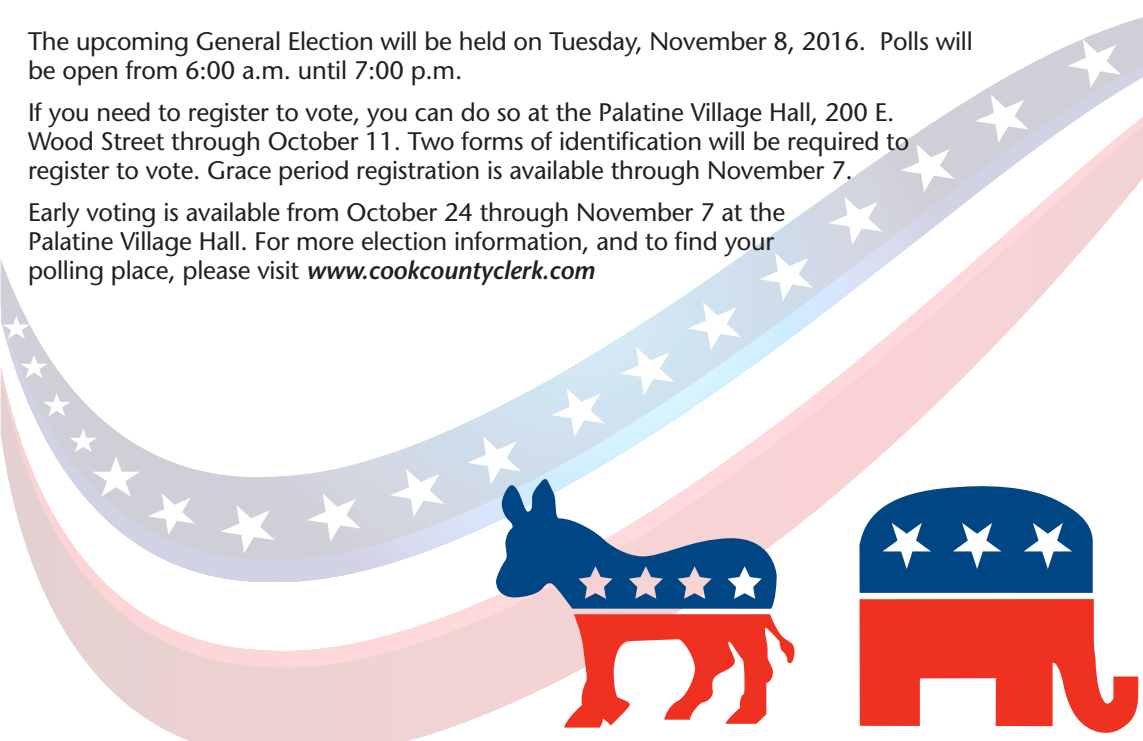 The upcoming General Election will be held on Tuesday, November 8, 2016.  Polls will
be open from 6:00 a.m. until 7:00 p.m.
If you need to register to vote, you can do so at the Palatine Village Hall, 200 E.
Wood Street through October 11. Two forms of identification will be required to
register to vote. Grace period registration is available through November 7.
Early voting is available from October 24 through November 7 at the
Palatine Village Hall. For more election information, and to find your
polling place, please visit www.cookcountyclerk.com